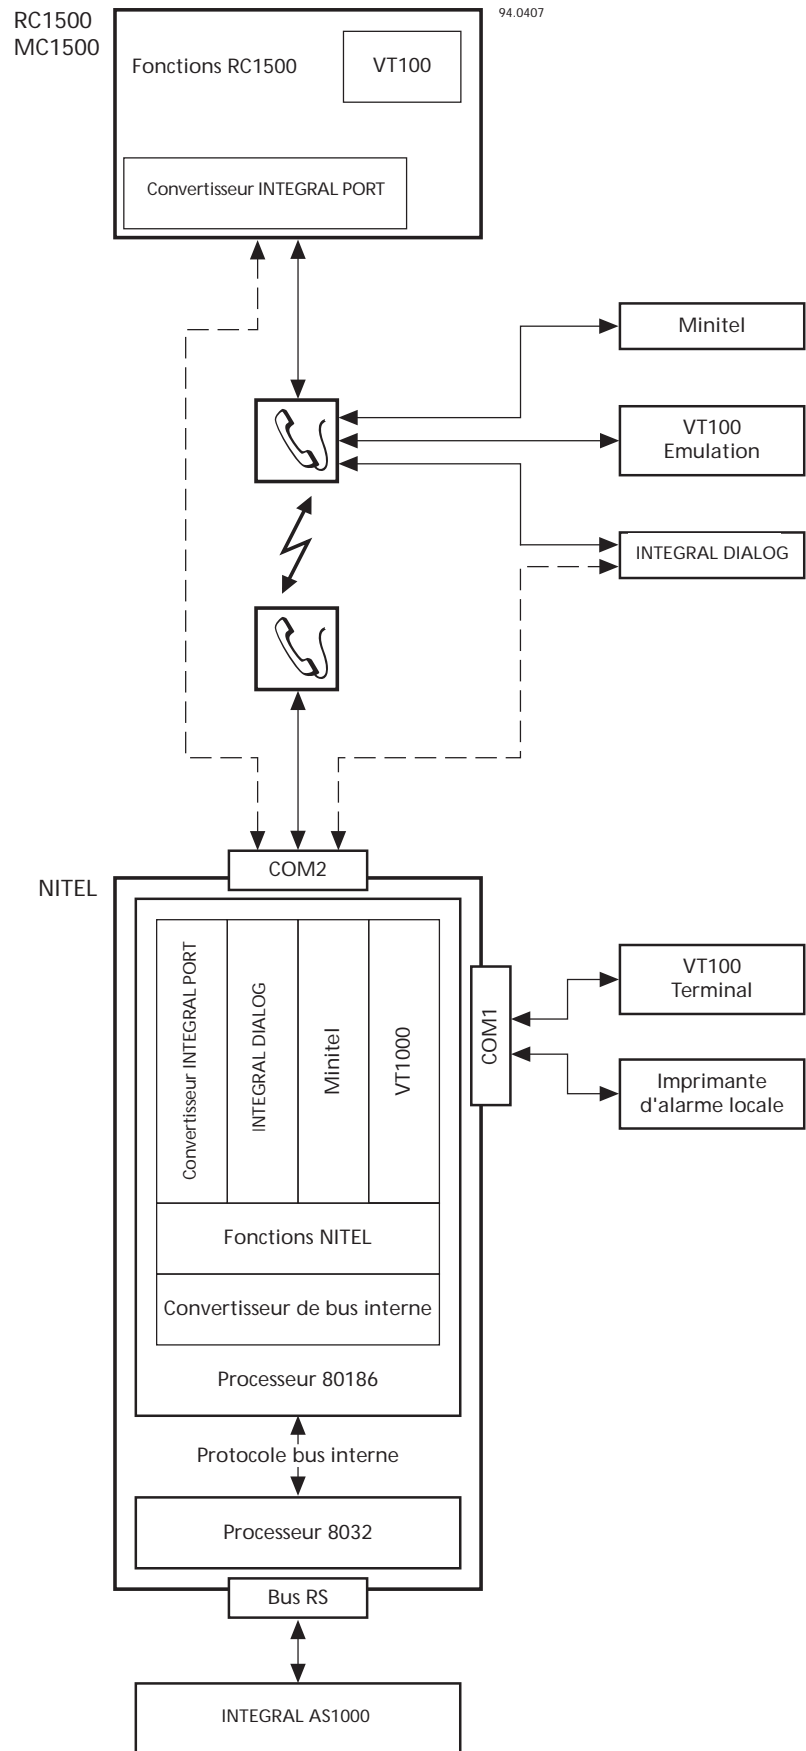 RC1500
MC1500
94.0407
Fonctions RC1500
VT100
Convertisseur INTEGRAL PORT
Minitel
VT100
Emulation
INTEGRAL DIALOG
COM2
NITEL
Convertisseur INTEGRAL PORT
INTEGRAL DIALOG
Minitel
VT1000
COM1
VT100
Terminal
Imprimante
d'alarme locale
Fonctions NITEL
Convertisseur de bus interne
Processeur 80186
Protocole bus interne
Processeur 8032
Bus RS
INTEGRAL AS1000